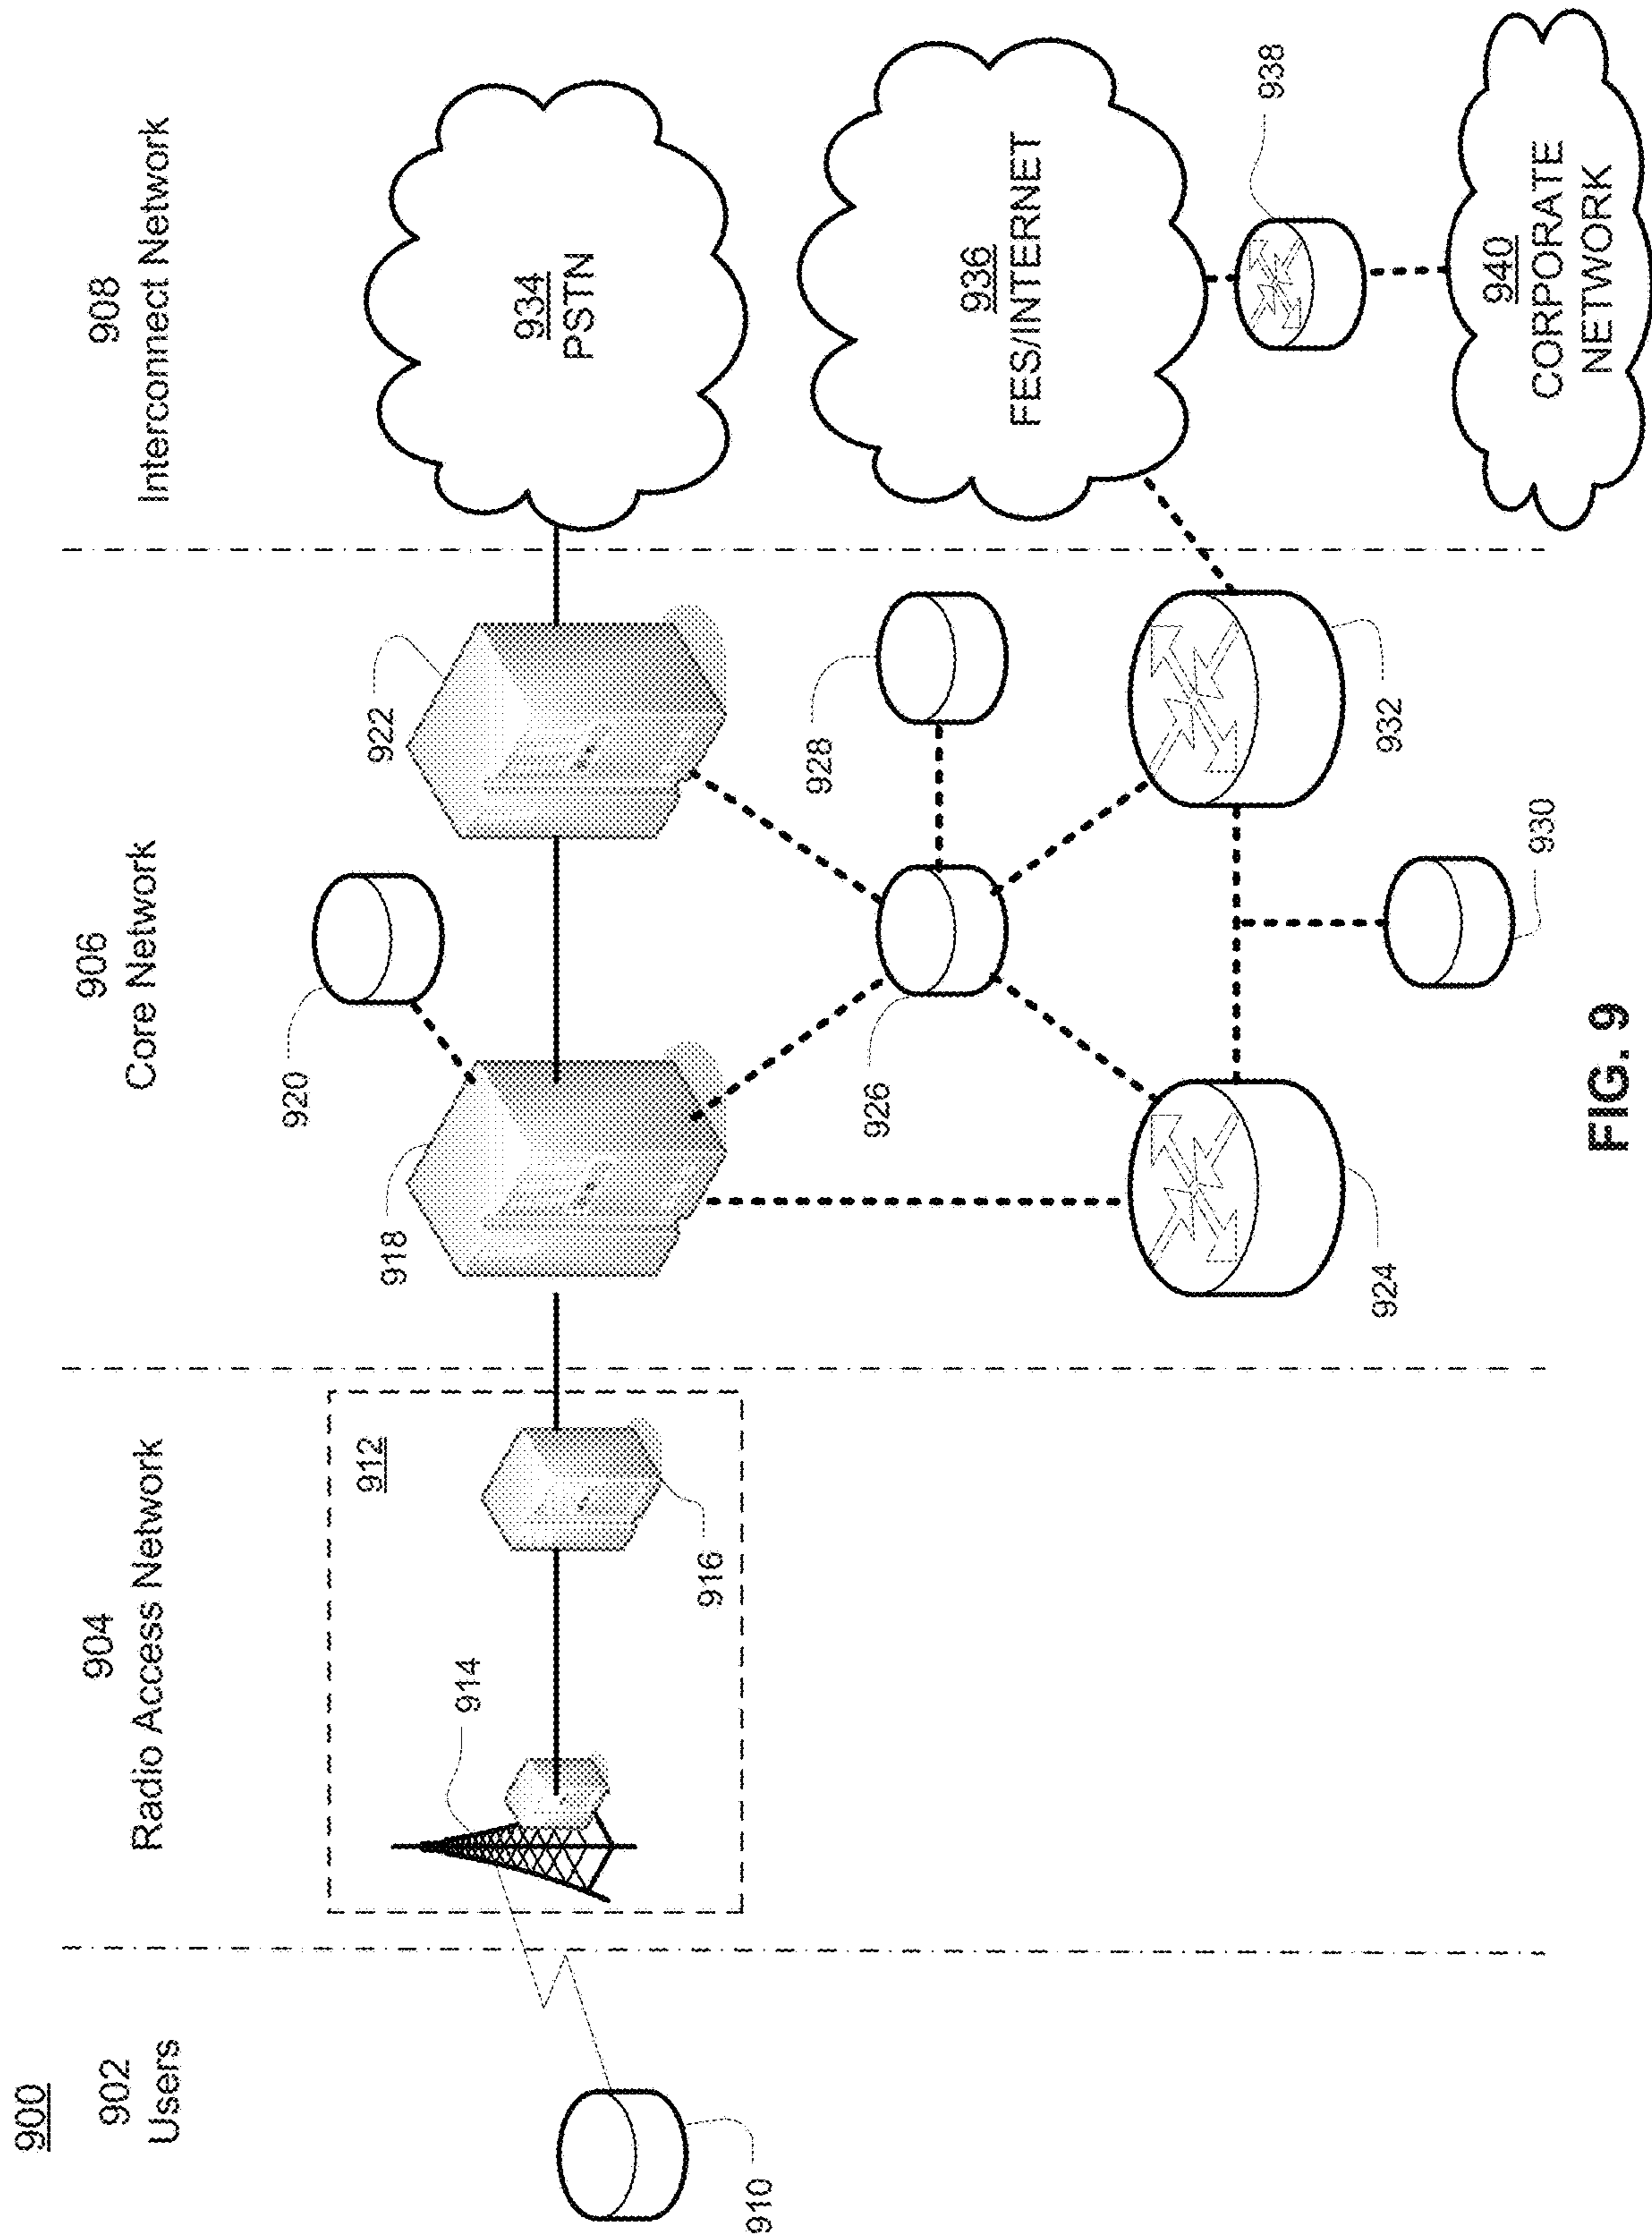 900
902
Users
904
Radio Access Network
906
Core Network
908
Interconnect Network
910
912
914
916
918
920
922
924
926
928
930
932
934
PSTN
936
FES/INTERNET
938
940
CORPORATE
NETWORK
FIG. 9